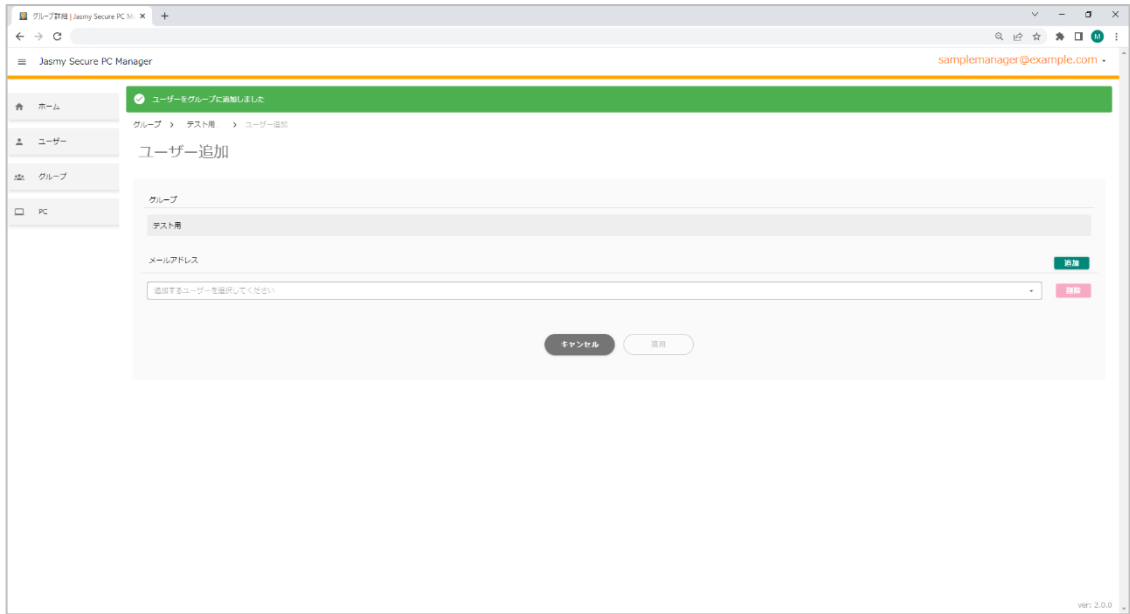 グループ詳細 | Jasmy Secure PC M
Jasmy Secure PC Manager
samplemanager@example.com
ホーム
ユーザー
グループ
PC
ユーザーをグループに追加しました
グループ > テスト用 > ユーザー追加
ユーザー追加
グループ
テスト用
メールアドレス
追加
追加するユーザーを選択してください
削除
キャンセル
適用
ver: 2.0.0